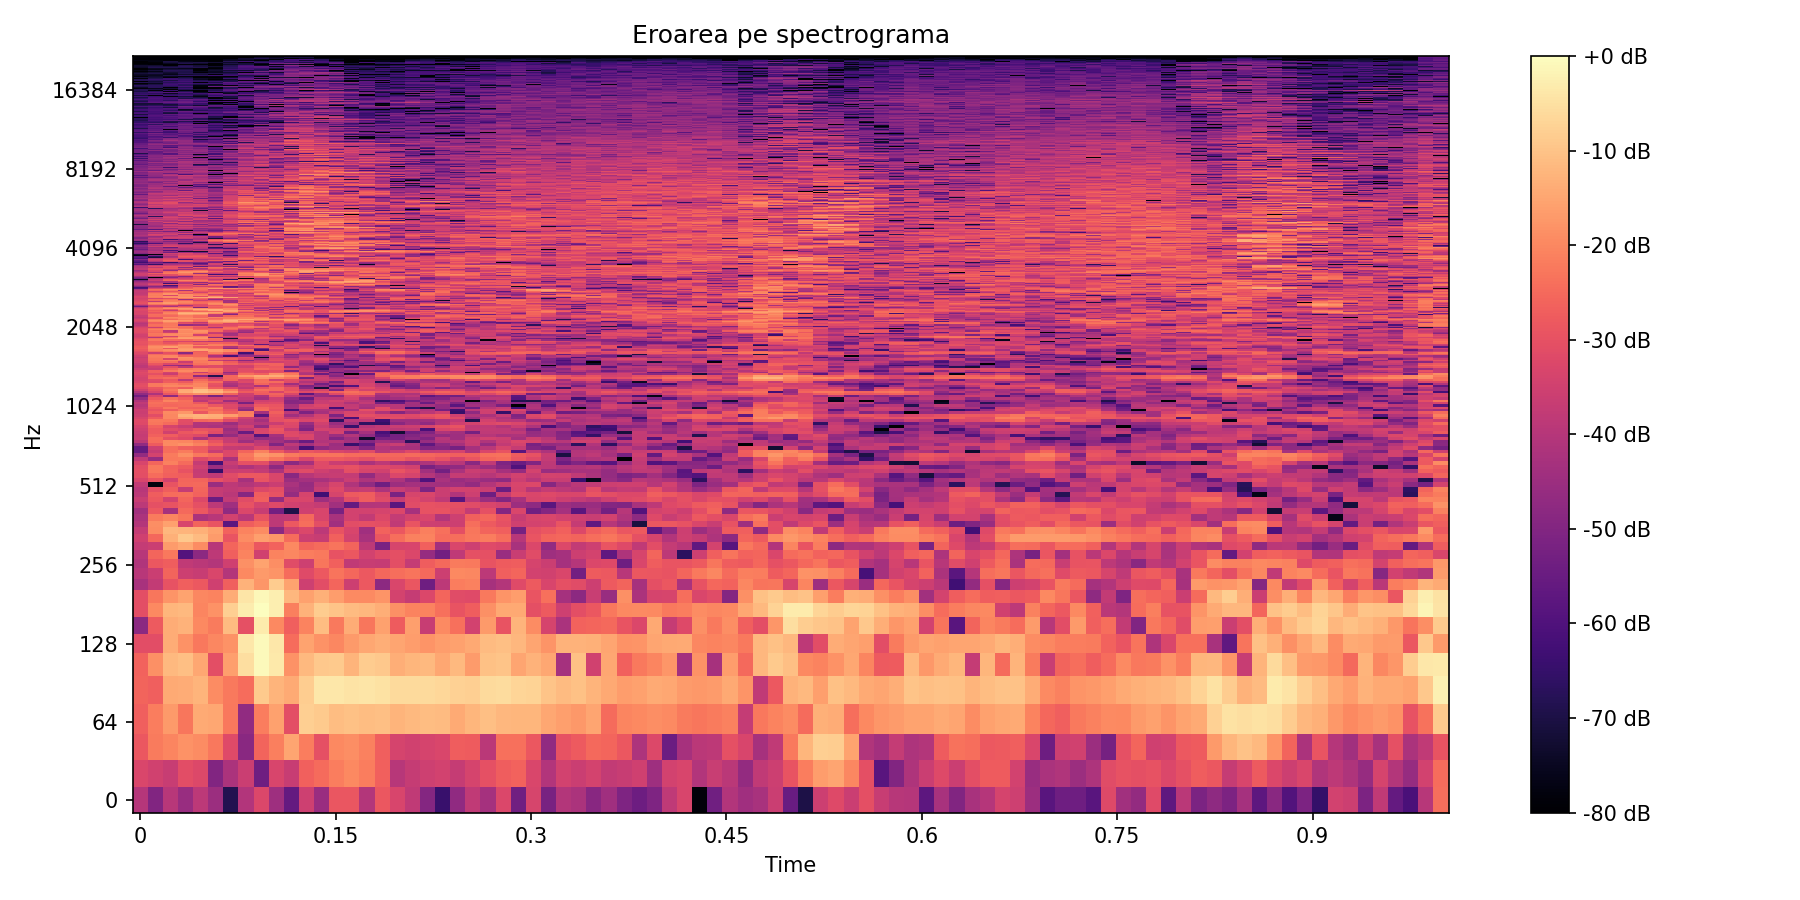 Eroarea pe spectrograma
16384
8192
4096
2048
1024
512
256
128
64
0
Hz
0
0.15
0.3
0.45
0.6
0.75
0.9
Time
+0 dB
-10 dB
-20 dB
-30 dB
-40 dB
-50 dB
-60 dB
-70 dB
-80 dB